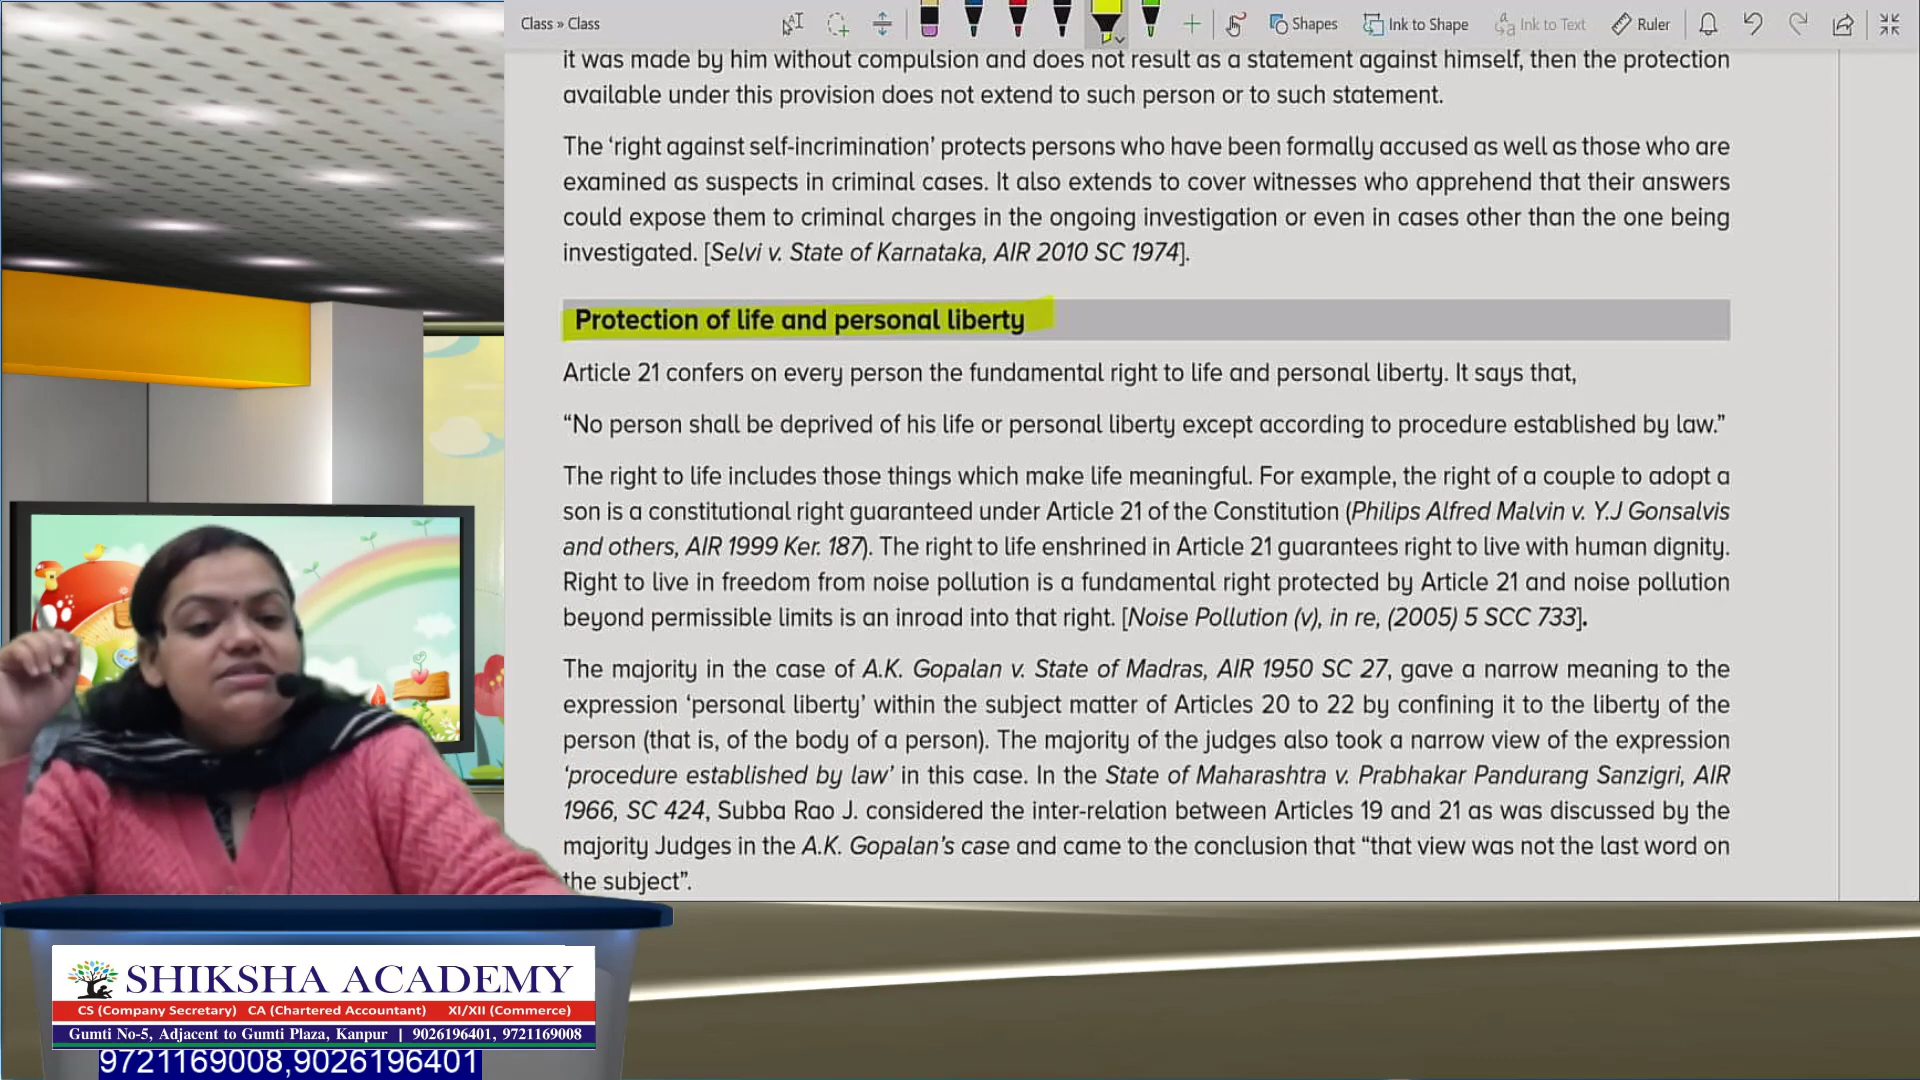 Class » Class
Shapes
Ink to Shape
Ink to Text
Ruler
it was made by him without compulsion and does not result as a statement against himself, then the protection
available under this provision does not extend to such person or to such statement.
The ‘right against self-incrimination’ protects persons who have been formally accused as well as those who are
examined as suspects in criminal cases. It also extends to cover witnesses who apprehend that their answers
could expose them to criminal charges in the ongoing investigation or even in cases other than the one being
investigated. [Selvi v. State of Karnataka, AIR 2010 SC 1974].
Protection of life and personal liberty
Article 21 confers on every person the fundamental right to life and personal liberty. It says that,
“No person shall be deprived of his life or personal liberty except according to procedure established by law.”
The right to life includes those things which make life meaningful. For example, the right of a couple to adopt a
son is a constitutional right guaranteed under Article 21 of the Constitution (Philips Alfred Malvin v. Y.J Gonsalvis
and others, AIR 1999 Ker. 187). The right to life enshrined in Article 21 guarantees right to live with human dignity.
Right to live in freedom from noise pollution is a fundamental right protected by Article 21 and noise pollution
beyond permissible limits is an inroad into that right. [Noise Pollution (v), in re, (2005) 5 SCC 733].
The majority in the case of A.K. Gopalan v. State of Madras, AIR 1950 SC 27, gave a narrow meaning to the
expression ‘personal liberty’ within the subject matter of Articles 20 to 22 by confining it to the liberty of the
person (that is, of the body of a person). The majority of the judges also took a narrow view of the expression
‘procedure established by law’ in this case. In the State of Maharashtra v. Prabhakar Pandurang Sanzigri, AIR
1966, SC 424, Subba Rao J. considered the inter-relation between Articles 19 and 21 as was discussed by the
majority Judges in the A.K. Gopalan’s case and came to the conclusion that “that view was not the last word on
the subject”.
SHIKSHA ACADEMY
CS (Company Secretary) CA (Chartered Accountant) XI/XII (Commerce)
Gumti No-5, Adjacent to Gumti Plaza, Kanpur | 9026196401, 9721169008
9721169008,9026196401